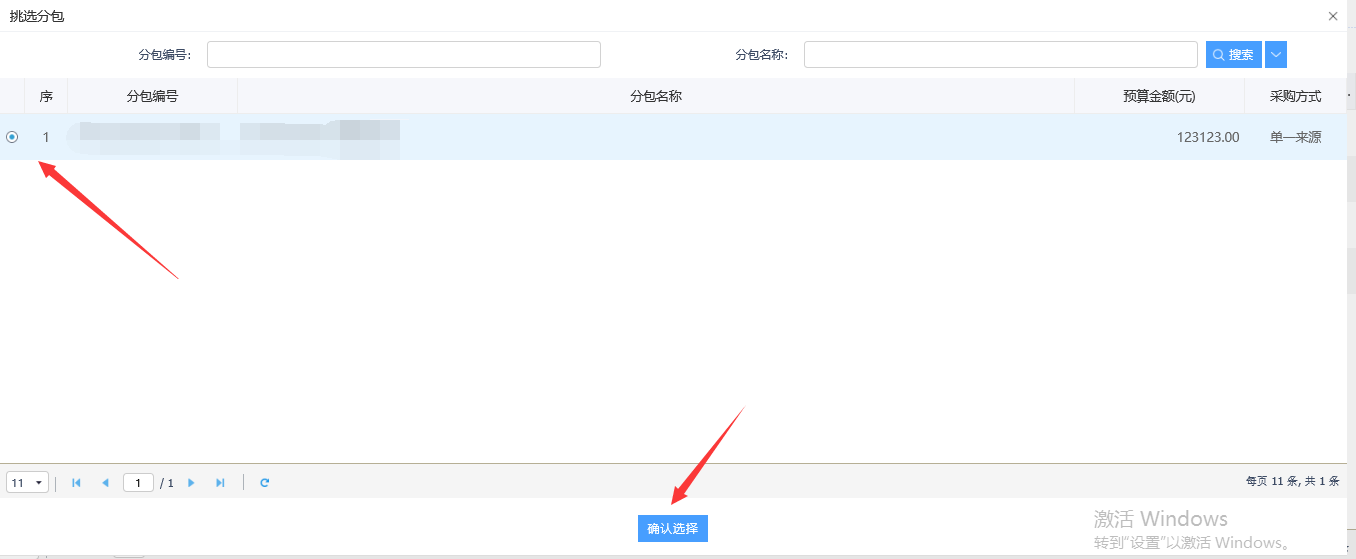 挑选分包
分包编号: 分包名称: 搜索
序 分包编号 分包名称 预算金额(元) 采购方式
1 123123.00 单一来源
11 1 / 1 每页 11 条, 共 1 条
确认选择
激活 Windows
转到"设置"以激活 Windows。